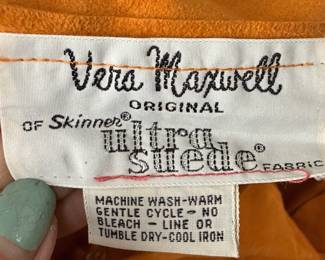 Vera Maxwell
ORIGINAL
OF Skinner®
ultra
suede® FABRIC
MACHINE WASH-WARM
GENTLE CYCLE - NO
BLEACH - LINE OR
TUMBLE DRY-COOL IRON